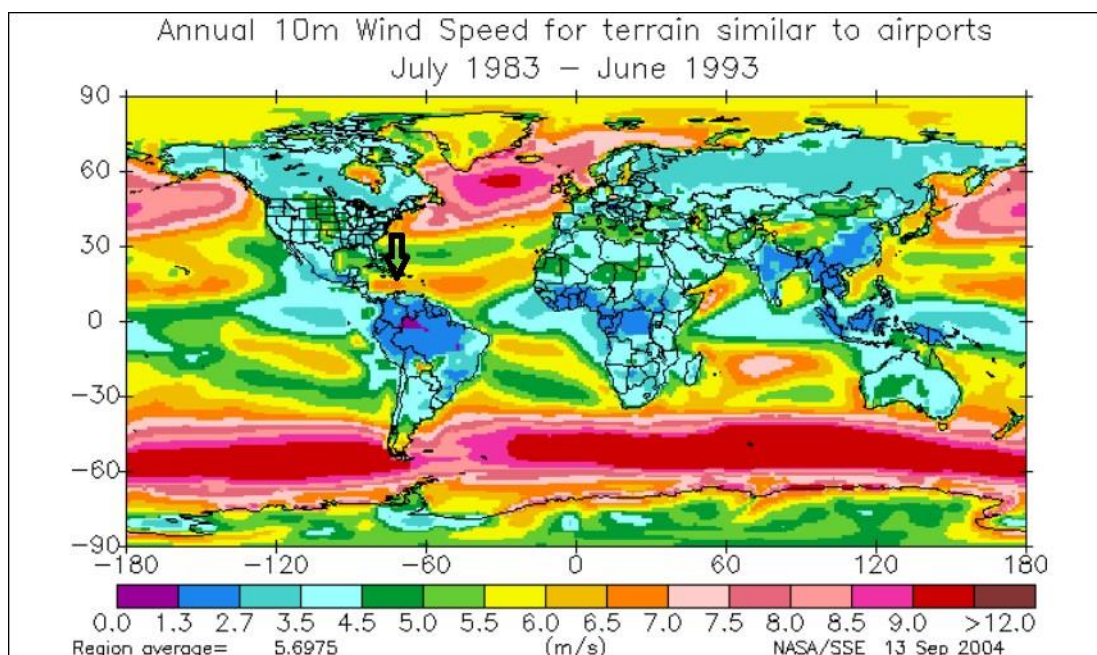 Annual 10m Wind Speed for terrain similar to airports
July 1983 – June 1993
90
60
30
0
−30
−60
−90
−180 −120 −60 0 60 120 180
0.0 1.3 2.7 3.5 4.5 5.0 5.5 6.0 6.5 7.0 7.5 8.0 8.5 9.0 >12.0
Region average= 5.6975 (m/s) NASA/SSE 13 Sep 2004